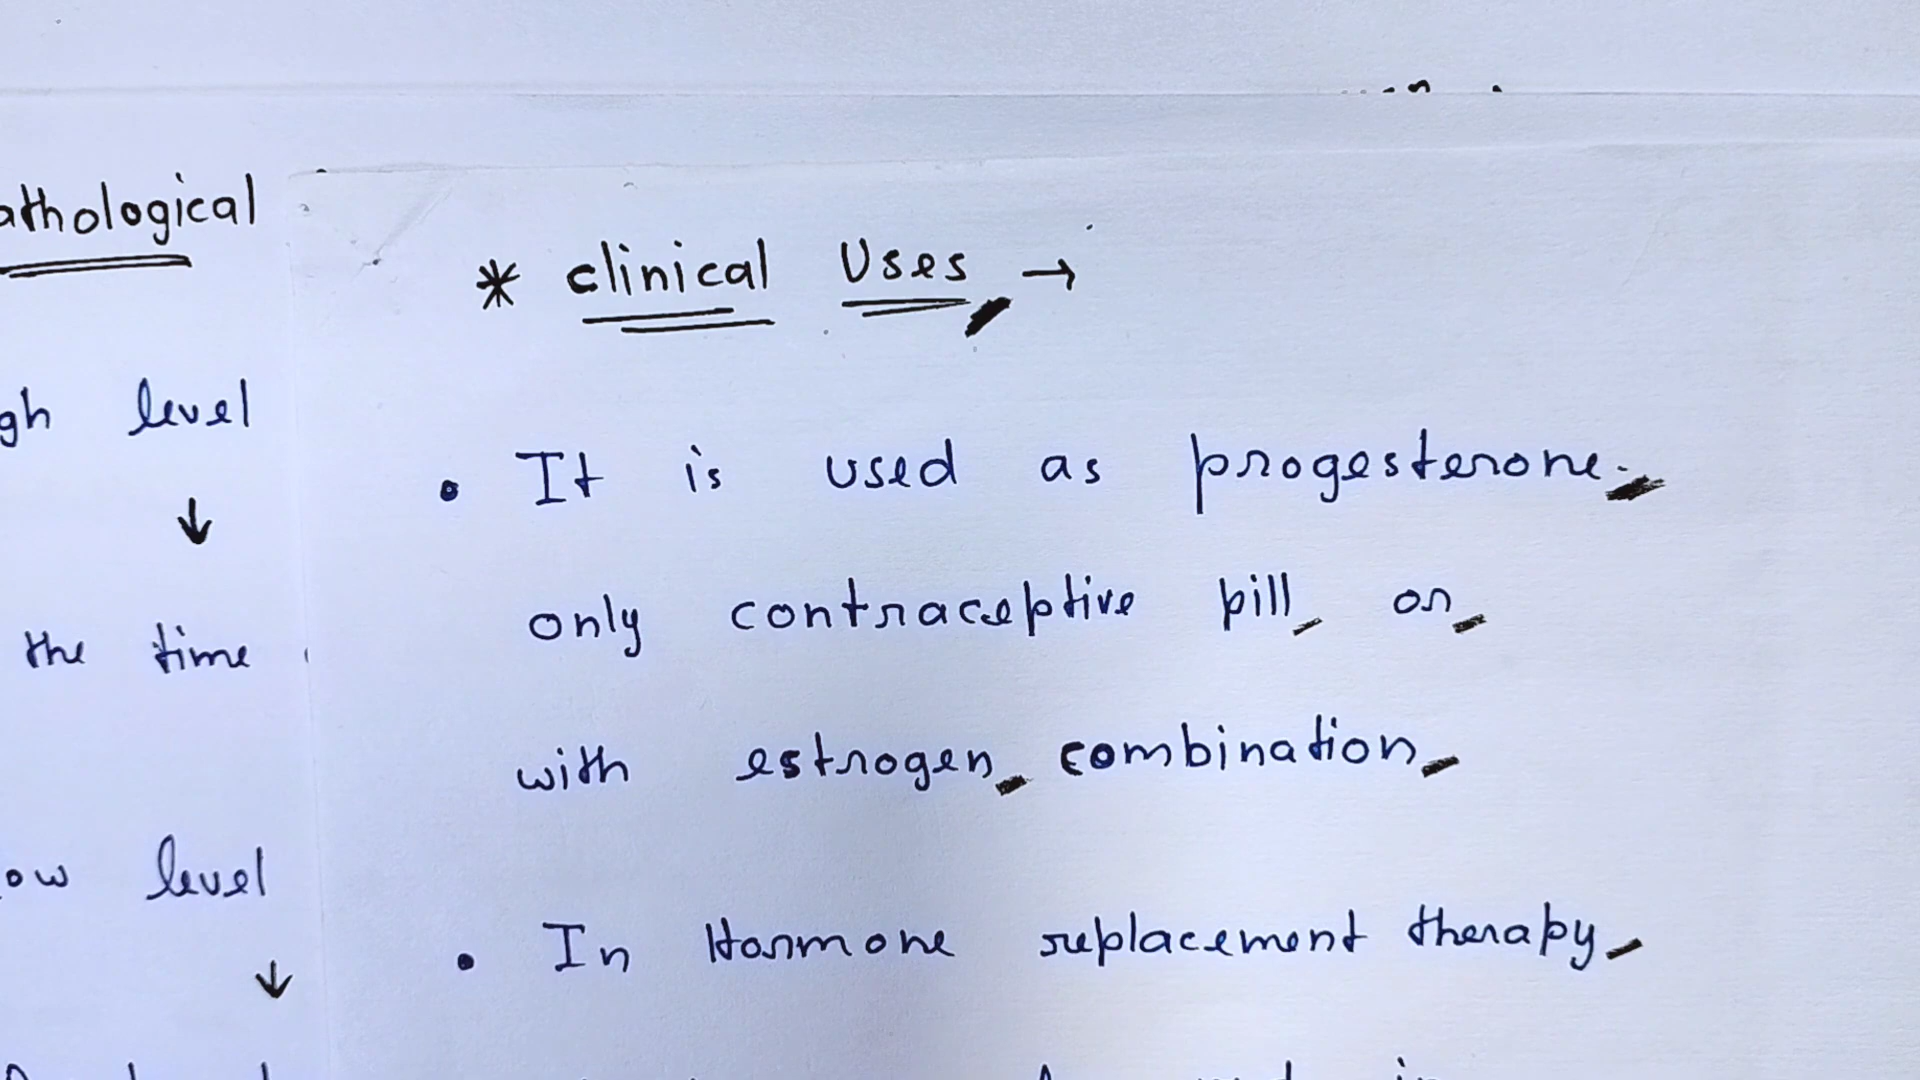 athological
gh level
↓
the time
ow level
↓
* clinical Uses →
• It is used as progesterone
only contraceptive pill or
with estrogen combination
• In Hormone replacement therapy